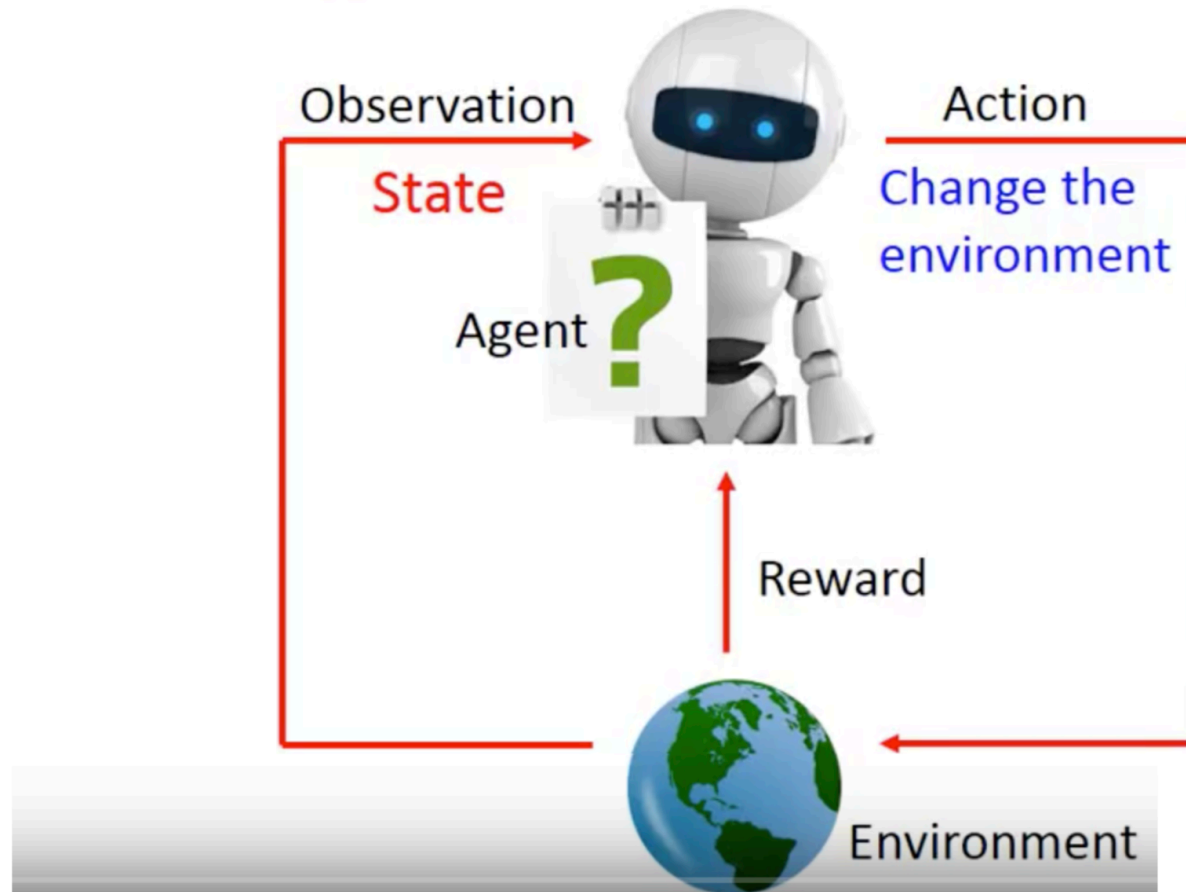 Observation
Action
State
Change the
environment
Agent
?
Reward
Environment